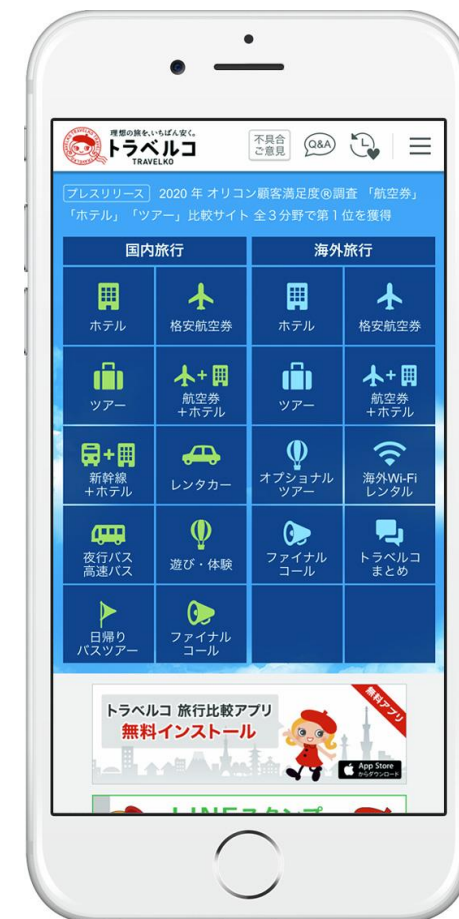 理想の旅を、いちばん安く。
トラベルコ
TRAVELKO
不具合
ご意見
Q&A
プレスリリース 2020 年 オリコン顧客満足度®調査 「航空券」
「ホテル」「ツアー」比較サイト 全３分野で第１位を獲得
国内旅行
海外旅行
ホテル
格安航空券
ホテル
格安航空券
ツアー
航空券
+ホテル
ツアー
航空券
+ホテル
新幹線
+ホテル
レンタカー
オプショナル
ツアー
海外Wi-Fi
レンタル
夜行バス
高速バス
遊び・体験
ファイナル
コール
トラベルコ
まとめ
日帰り
バスツアー
ファイナル
コール
トラベルコ 旅行比較アプリ
無料インストール
無料アプリ
App Store
からダウンロード
LINEスタンプ